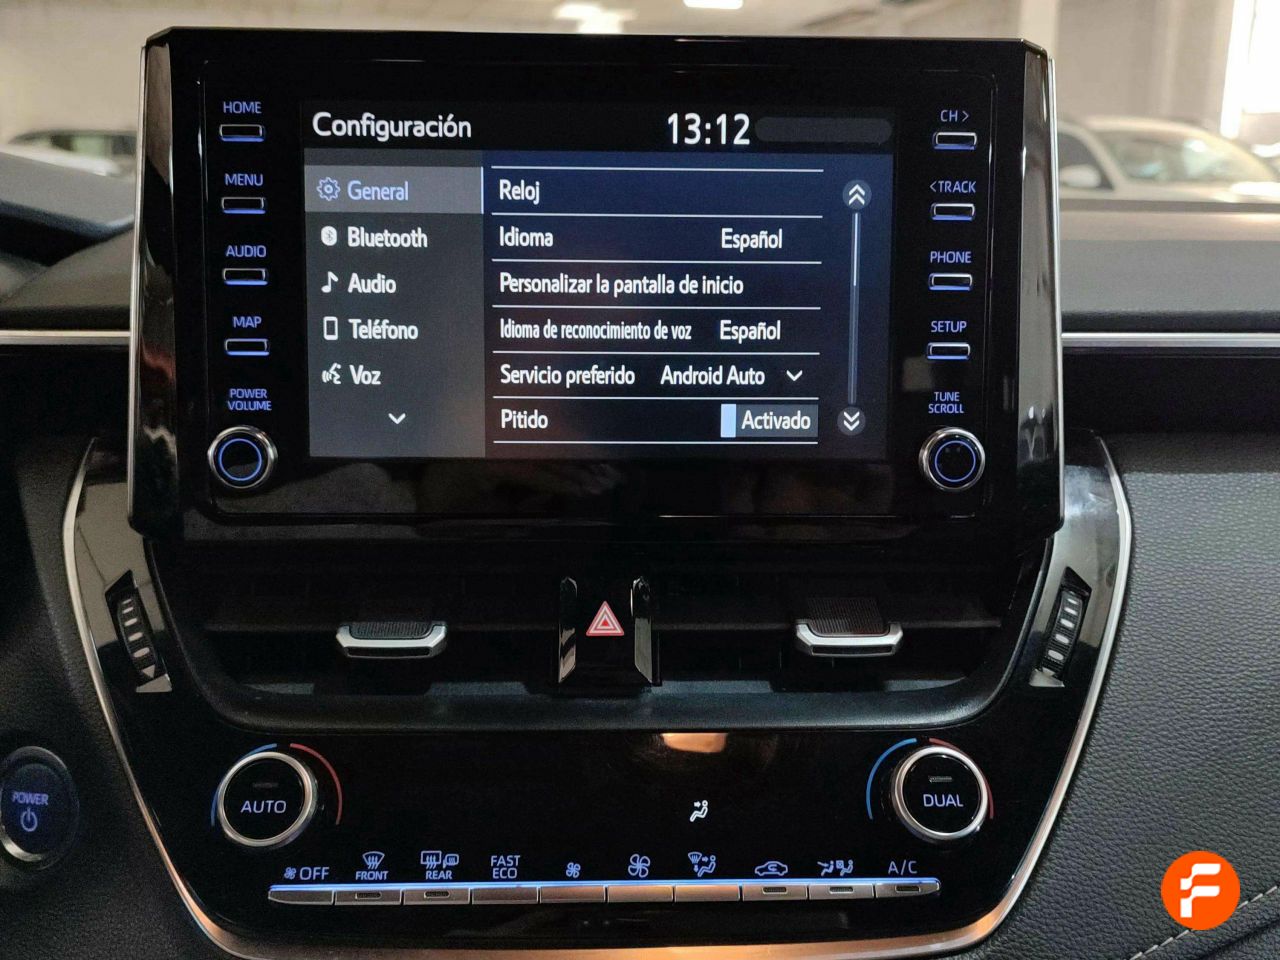 HOME
MENU
AUDIO
MAP
POWER
VOLUME
Configuración 13:12
General
Bluetooth
Audio
Teléfono
Voz
Reloj
Idioma Español
Personalizar la pantalla de inicio
Idioma de reconocimiento de voz Español
Servicio preferido Android Auto
Pitido Activado
CH >
< TRACK
PHONE
SETUP
TUNE
SCROLL
POWER
AUTO
DUAL
OFF
FRONT
REAR
FAST
ECO
A/C